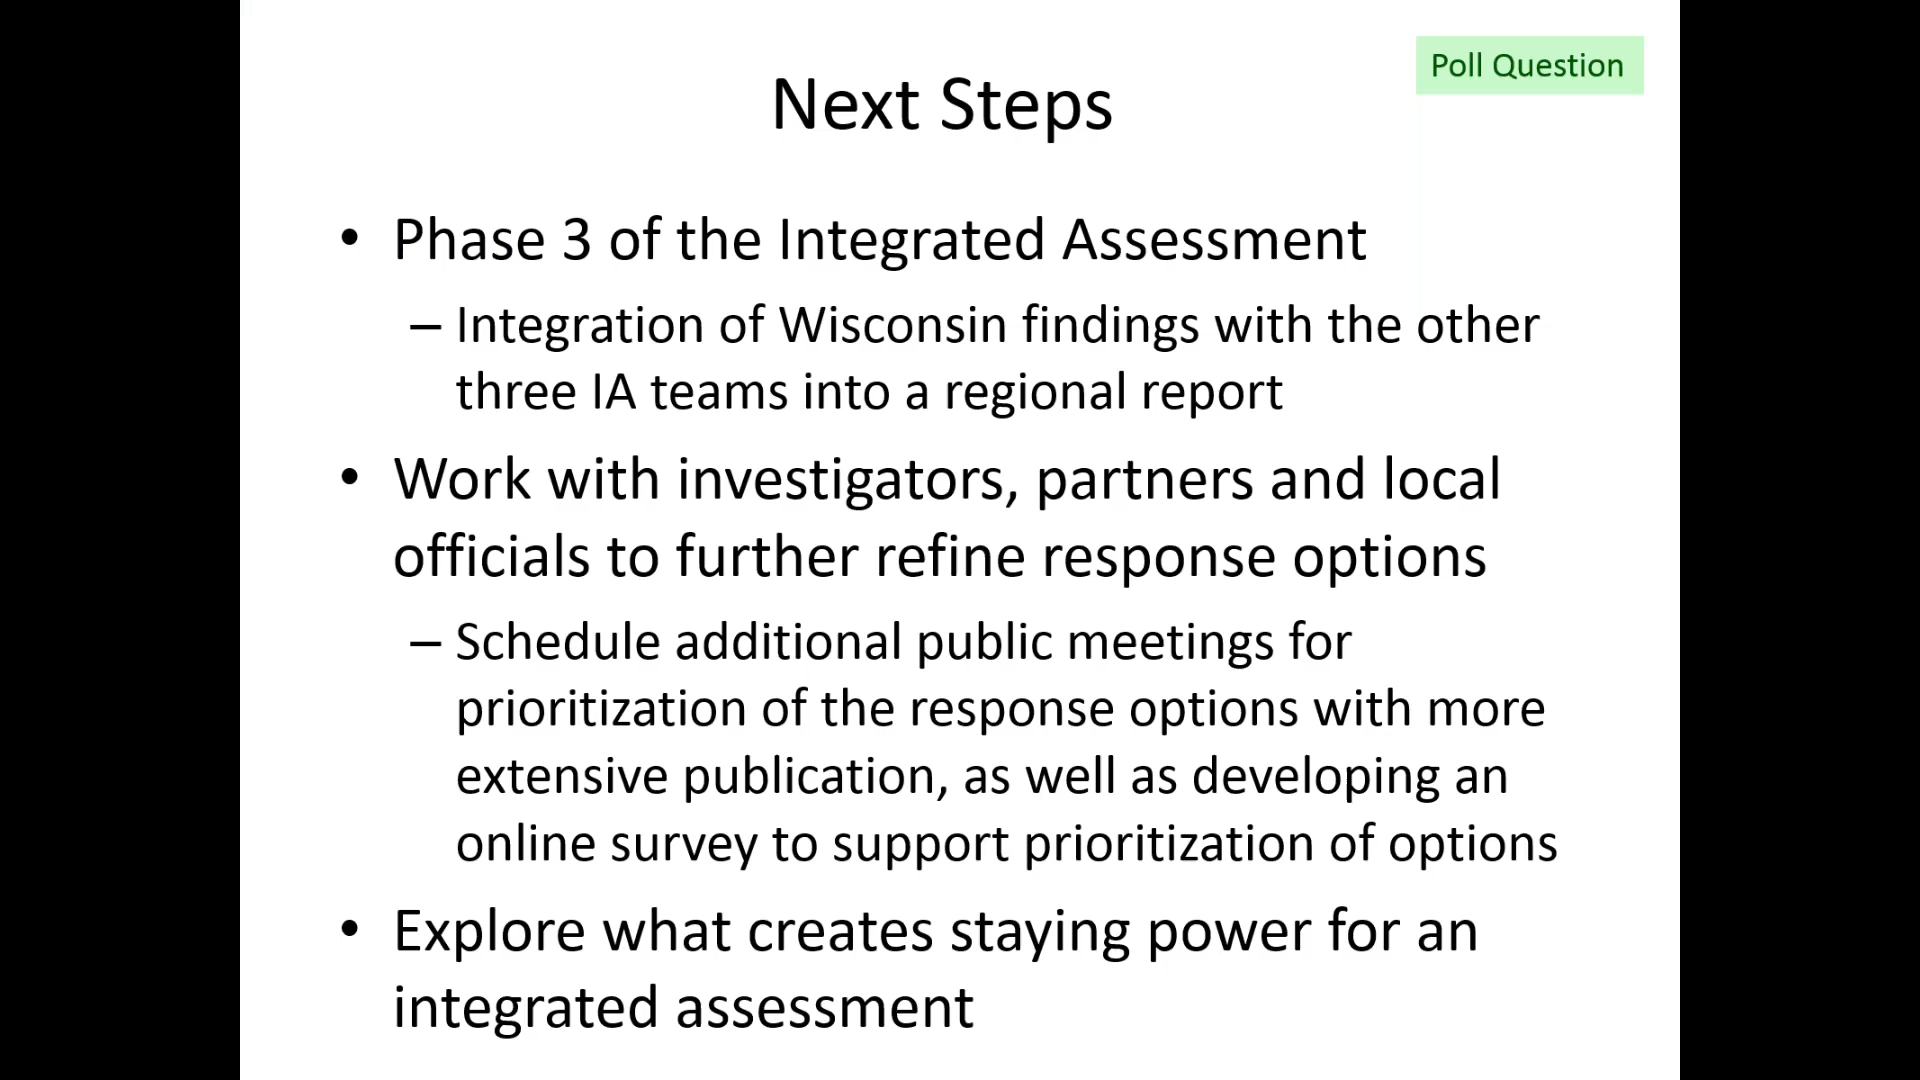 Poll Question
Next Steps
• Phase 3 of the Integrated Assessment
– Integration of Wisconsin findings with the other
three IA teams into a regional report
• Work with investigators, partners and local
officials to further refine response options
– Schedule additional public meetings for
prioritization of the response options with more
extensive publication, as well as developing an
online survey to support prioritization of options
• Explore what creates staying power for an
integrated assessment